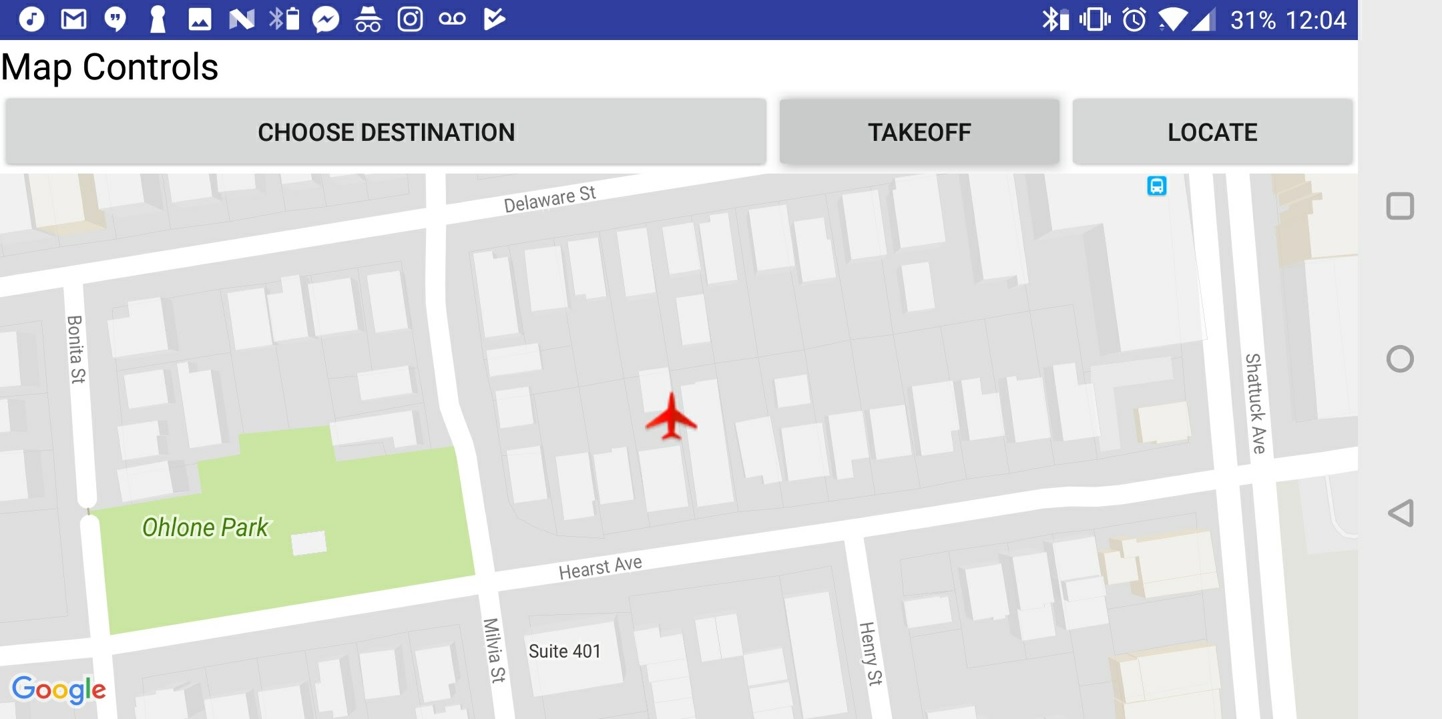 31% 12:04
Map Controls
CHOOSE DESTINATION
TAKEOFF
LOCATE
Delaware St
Bonita St
Shattuck Ave
Ohlone Park
Hearst Ave
Milvia St
Suite 401
Henry St
Google